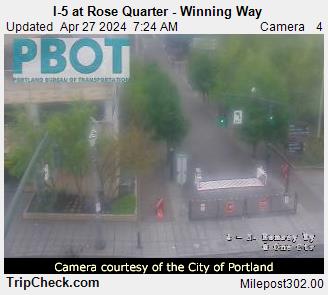 I-5 at Rose Quarter - Winning Way
Updated Apr 27 2024 7:24 AM Camera 4
PBOT
PORTLAND BUREAU OF TRANSPORTATION
Camera courtesy of the City of Portland
TripCheck.com Milepost302.00